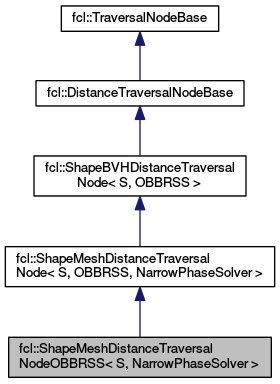 fcl::TraversalNodeBase
fcl::DistanceTraversalNodeBase
fcl::ShapeBVHDistanceTraversal
Node< S, OBBRSS >
fcl::ShapeMeshDistanceTraversal
Node< S, OBBRSS, NarrowPhaseSolver >
fcl::ShapeMeshDistanceTraversal
NodeOBBRSS< S, NarrowPhaseSolver >